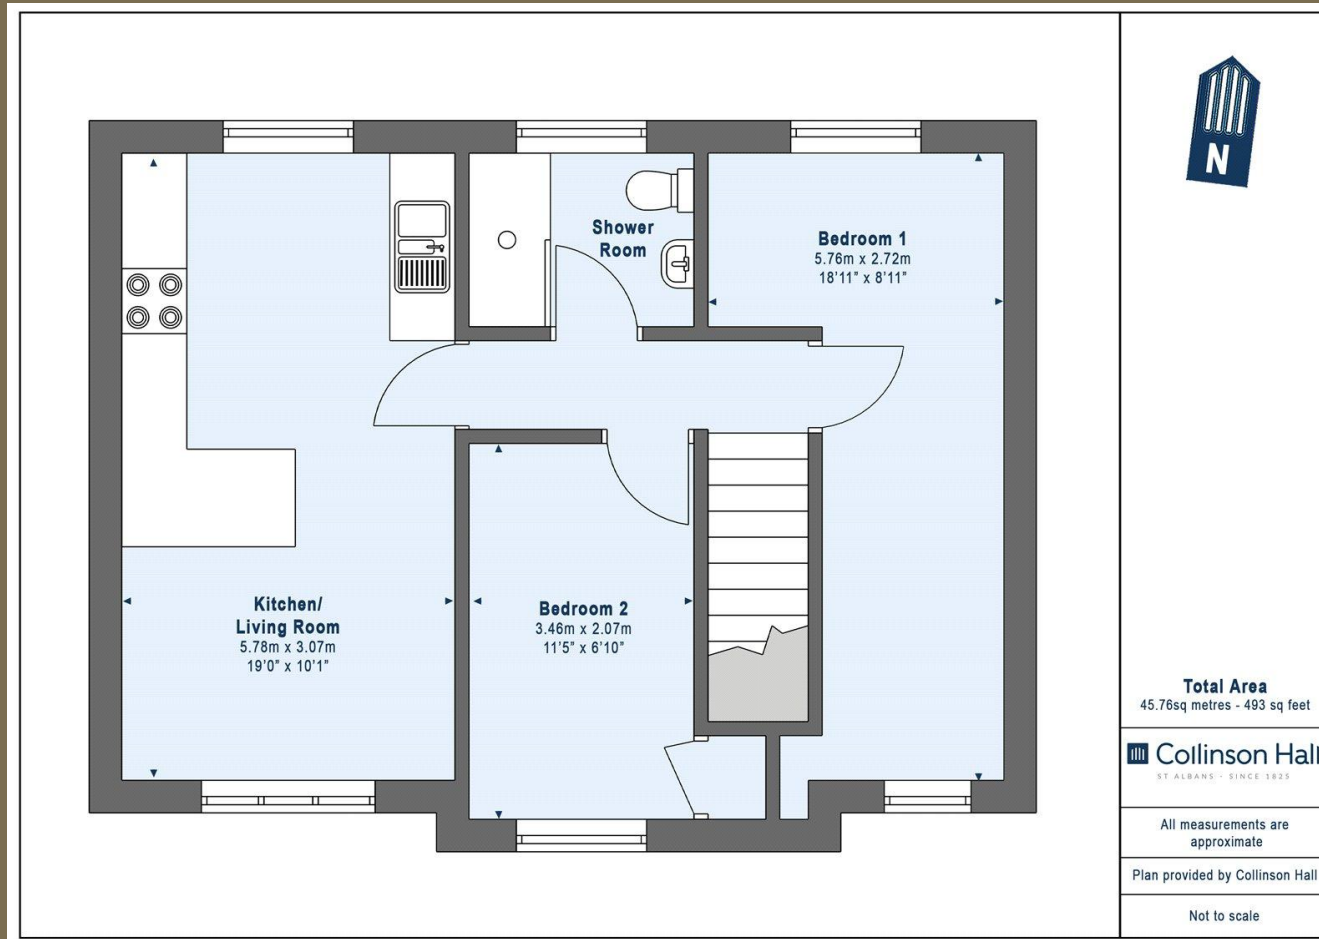 Shower
Room
Bedroom 1
5.76m x 2.72m
18'11" x 8'11"
Kitchen/
Living Room
5.78m x 3.07m
19'0" x 10'1"
Bedroom 2
3.46m x 2.07m
11'5" x 6'10"
N
Total Area
45.76sq metres - 493 sq feet
Collinson Hall
ST ALBANS - SINCE 1825
All measurements are
approximate
Plan provided by Collinson Hall
Not to scale